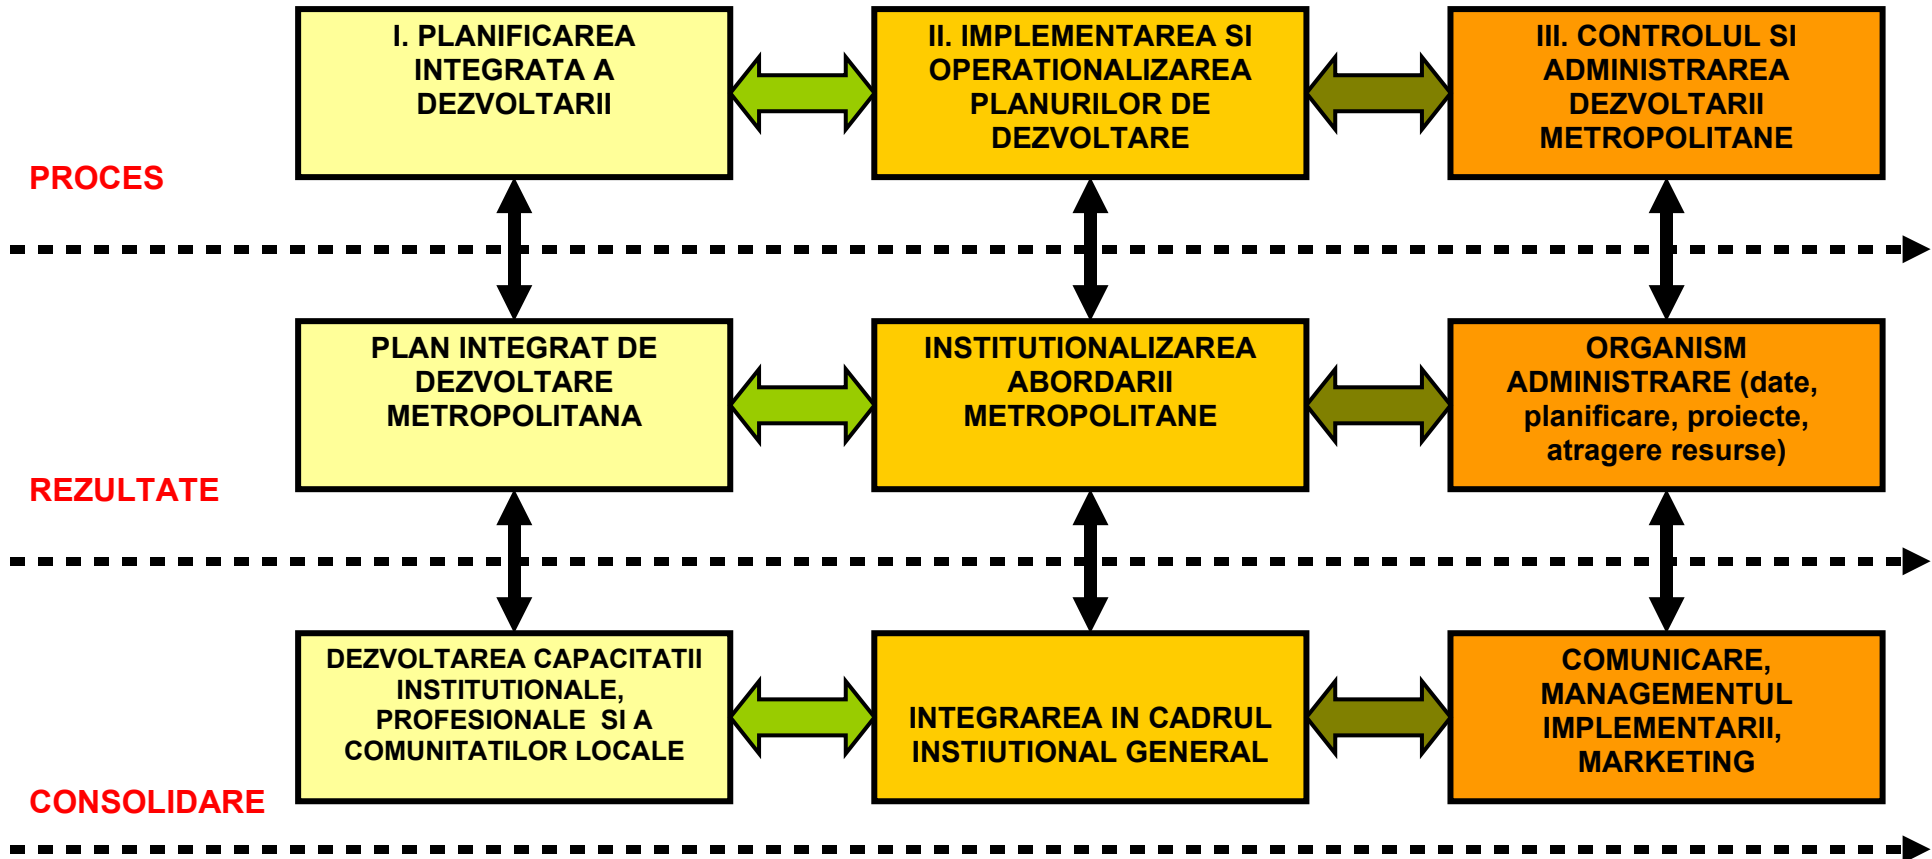 I. PLANIFICAREA
INTEGRATA A
DEZVOLTARII
II. IMPLEMENTAREA SI
OPERATIONALIZAREA
PLANURILOR DE
DEZVOLTARE
III. CONTROLUL SI
ADMINISTRAREA
DEZVOLTARII
METROPOLITANE
PROCES
PLAN INTEGRAT DE
DEZVOLTARE
METROPOLITANA
INSTITUTIONALIZAREA
ABORDARII
METROPOLITANE
ORGANISM
ADMINISTRARE (date,
planificare, proiecte,
atragere resurse)
REZULTATE
DEZVOLTAREA CAPACITATII
INSTITUTIONALE,
PROFESIONALE SI A
COMUNITATILOR LOCALE
INTEGRAREA IN CADRUL
INSTIUTIONAL GENERAL
COMUNICARE,
MANAGEMENTUL
IMPLEMENTARII,
MARKETING
CONSOLIDARE